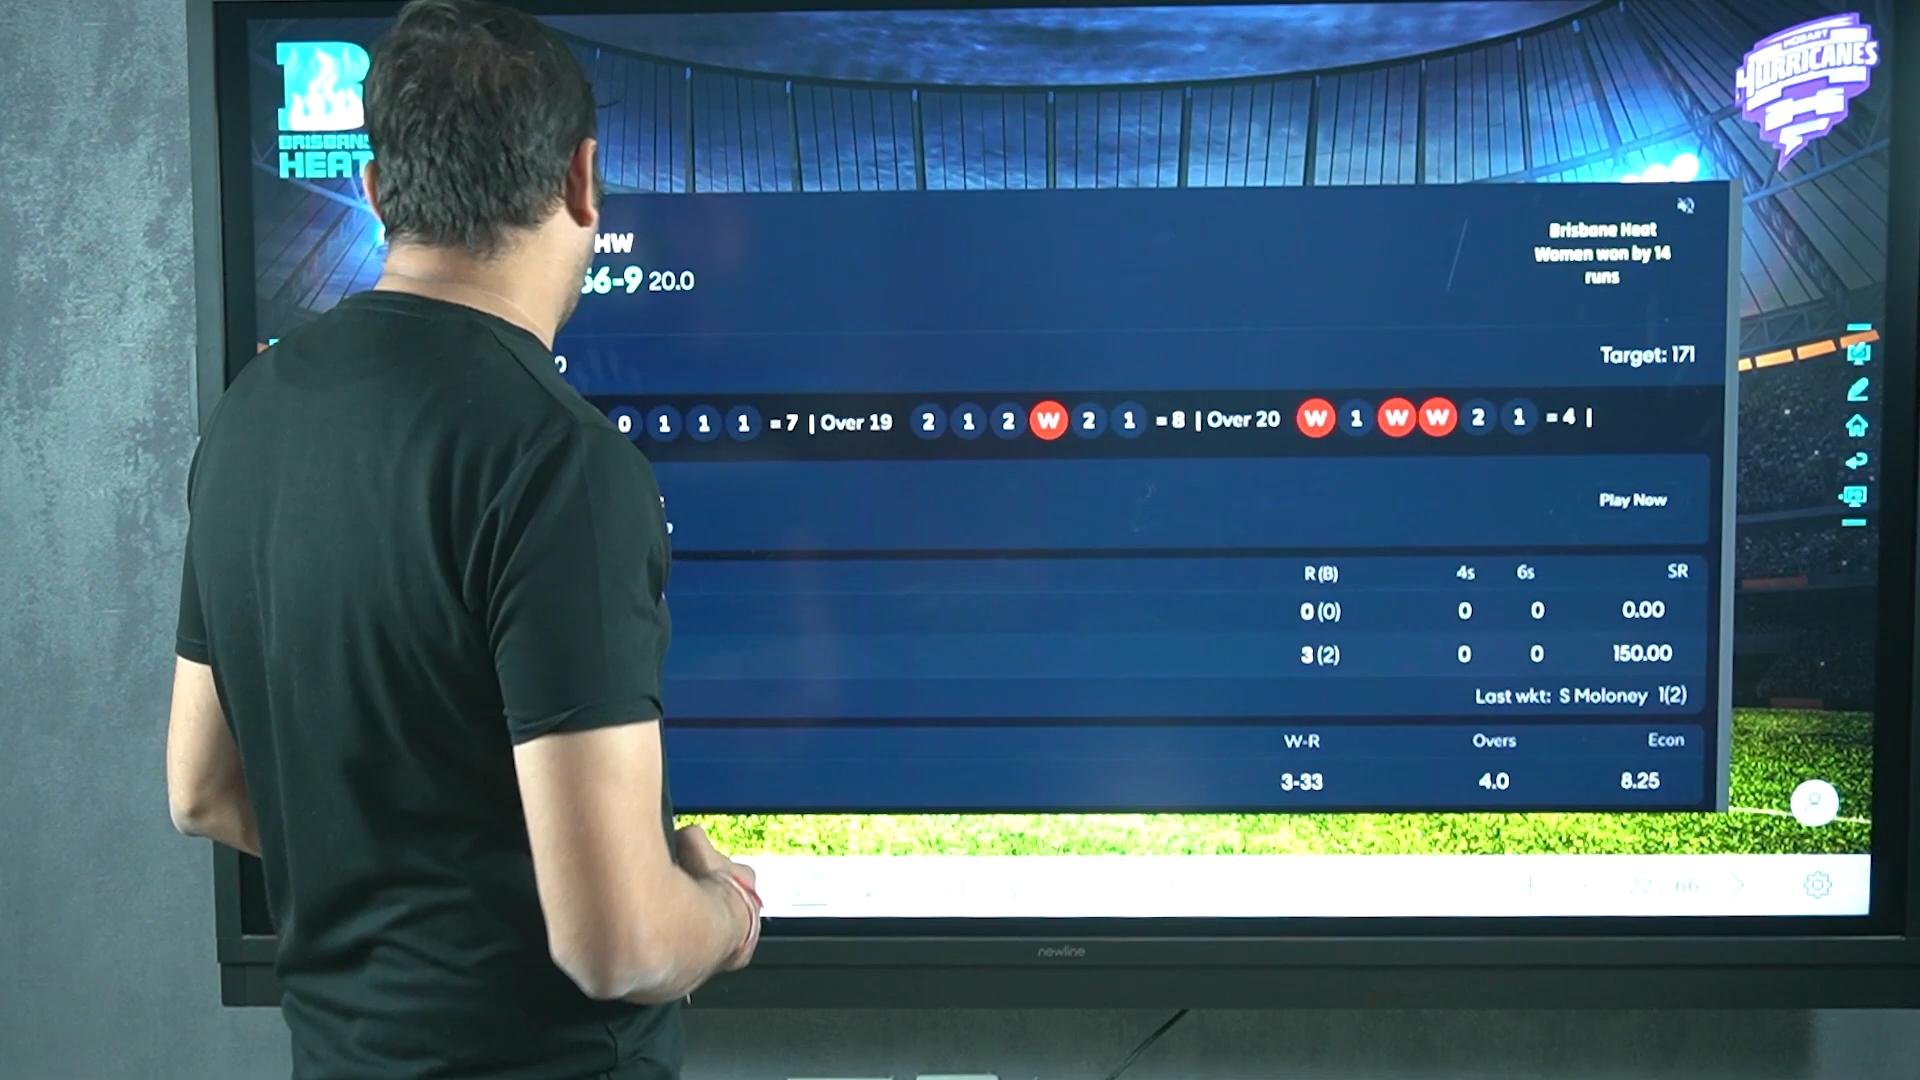 BRISBANE
HEAT
HOBART
HURRICANES
HW
56-9 20.0
Brisbane Heat
Women won by 14
runs
0
Target: 171
0 1 1 1 = 7 | Over 19 2 1 2 W 2 1 = 8 | Over 20 W 1 W W 2 1 = 4 |
Play Now
R (B) 4s 6s SR
0 (0) 0 0 0.00
3 (2) 0 0 150.00
Last wkt: S Moloney 1(2)
W-R Overs Econ
3-33 4.0 8.25
22 / 66
newline